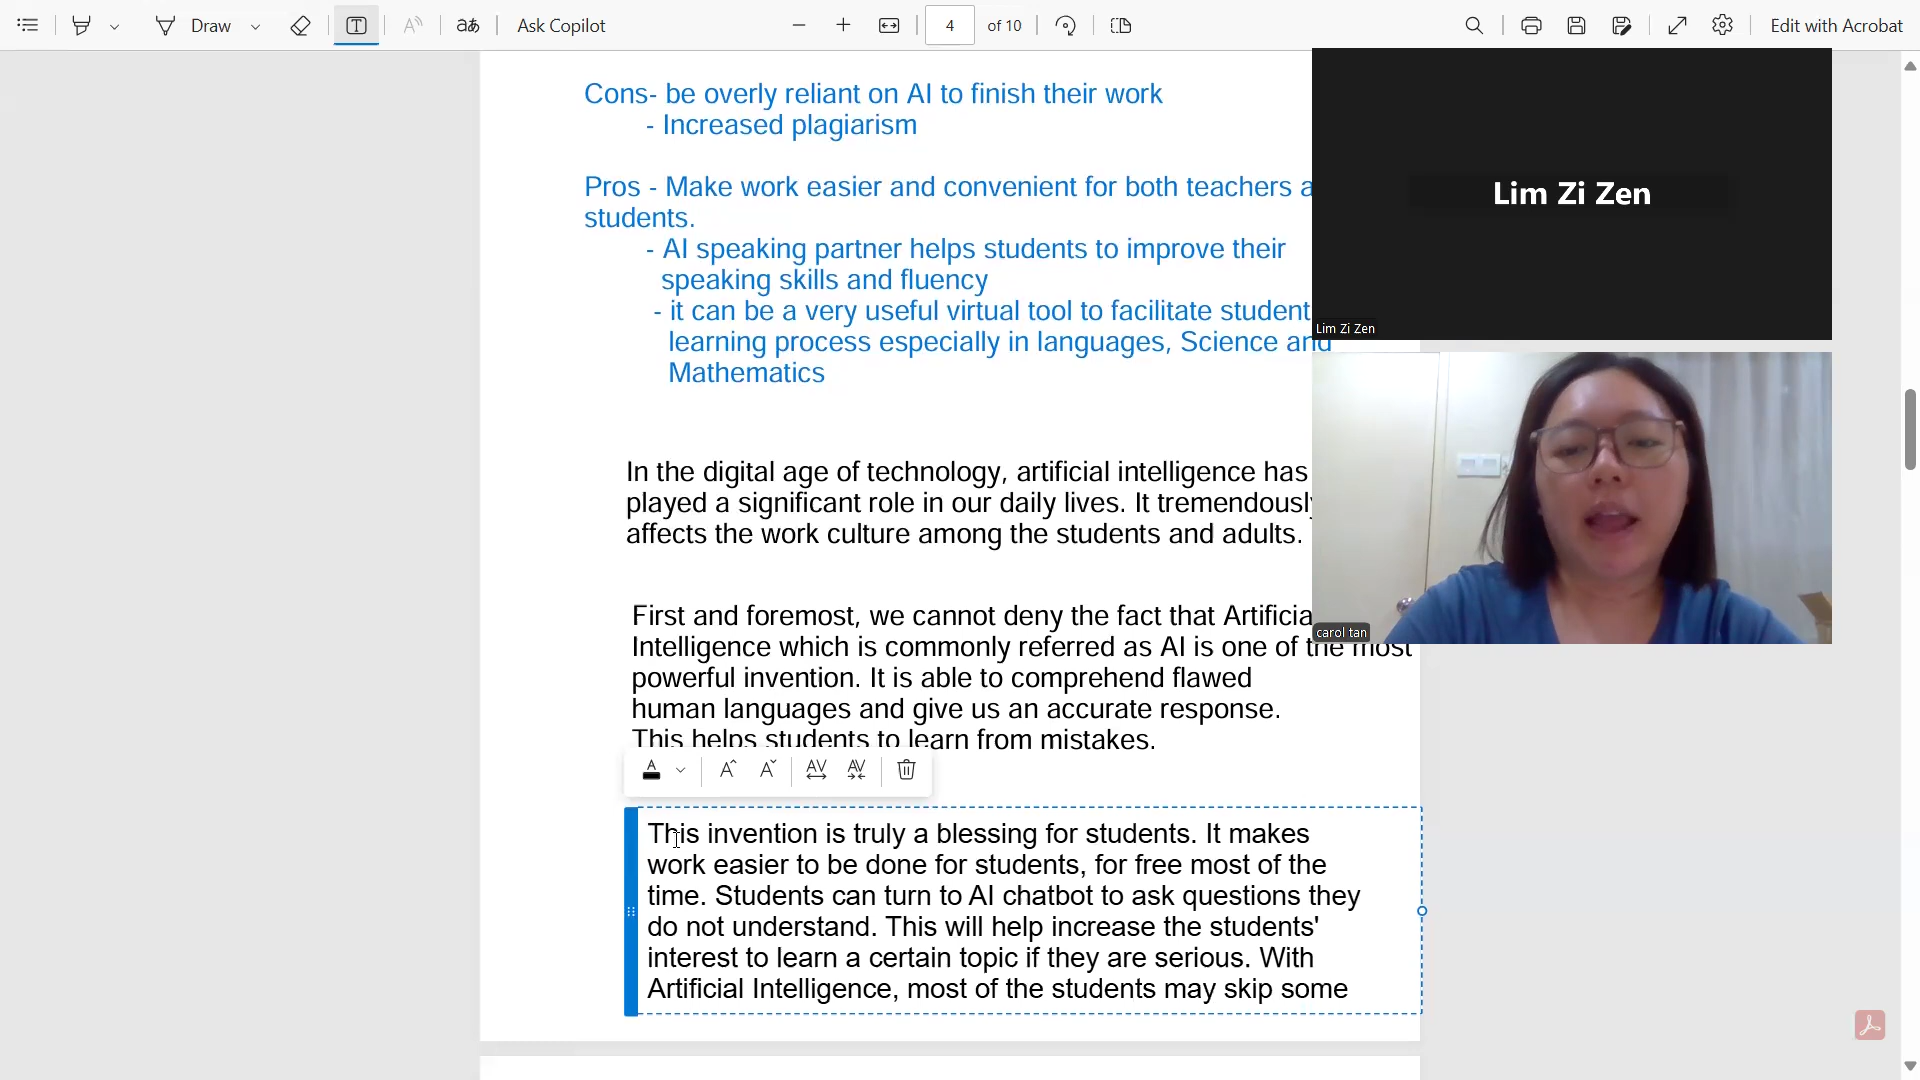 Draw
aあ
Ask Copilot
4
of 10
Edit with Acrobat
Cons- be overly reliant on AI to finish their work
- Increased plagiarism
Pros - Make work easier and convenient for both teachers a
students.
- AI speaking partner helps students to improve their
speaking skills and fluency
- it can be a very useful virtual tool to facilitate student
learning process especially in languages, Science and
Mathematics
In the digital age of technology, artificial intelligence has
played a significant role in our daily lives. It tremendously
affects the work culture among the students and adults.
First and foremost, we cannot deny the fact that Artificia
Intelligence which is commonly referred as AI is one of the most
powerful invention. It is able to comprehend flawed
human languages and give us an accurate response.
This helps students to learn from mistakes.
This invention is truly a blessing for students. It makes
work easier to be done for students, for free most of the
time. Students can turn to AI chatbot to ask questions they
do not understand. This will help increase the students'
interest to learn a certain topic if they are serious. With
Artificial Intelligence, most of the students may skip some
Lim Zi Zen
Lim Zi Zen
carol tan